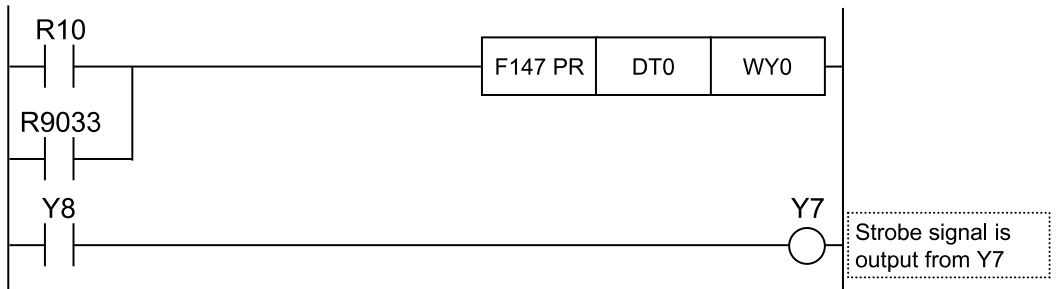 R10
F147 PR DT0 WY0
R9033
Y8
Y7
Strobe signal is
output from Y7